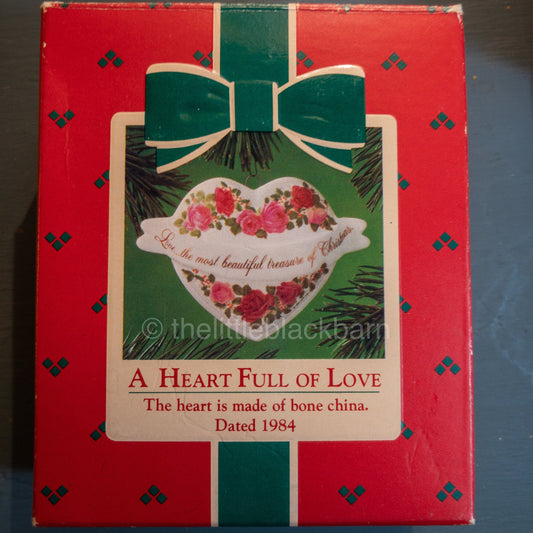 Love...the most beautiful treasure of Christmas.
© thelittleblackbarn
A HEART FULL OF LOVE
The heart is made of bone china.
Dated 1984